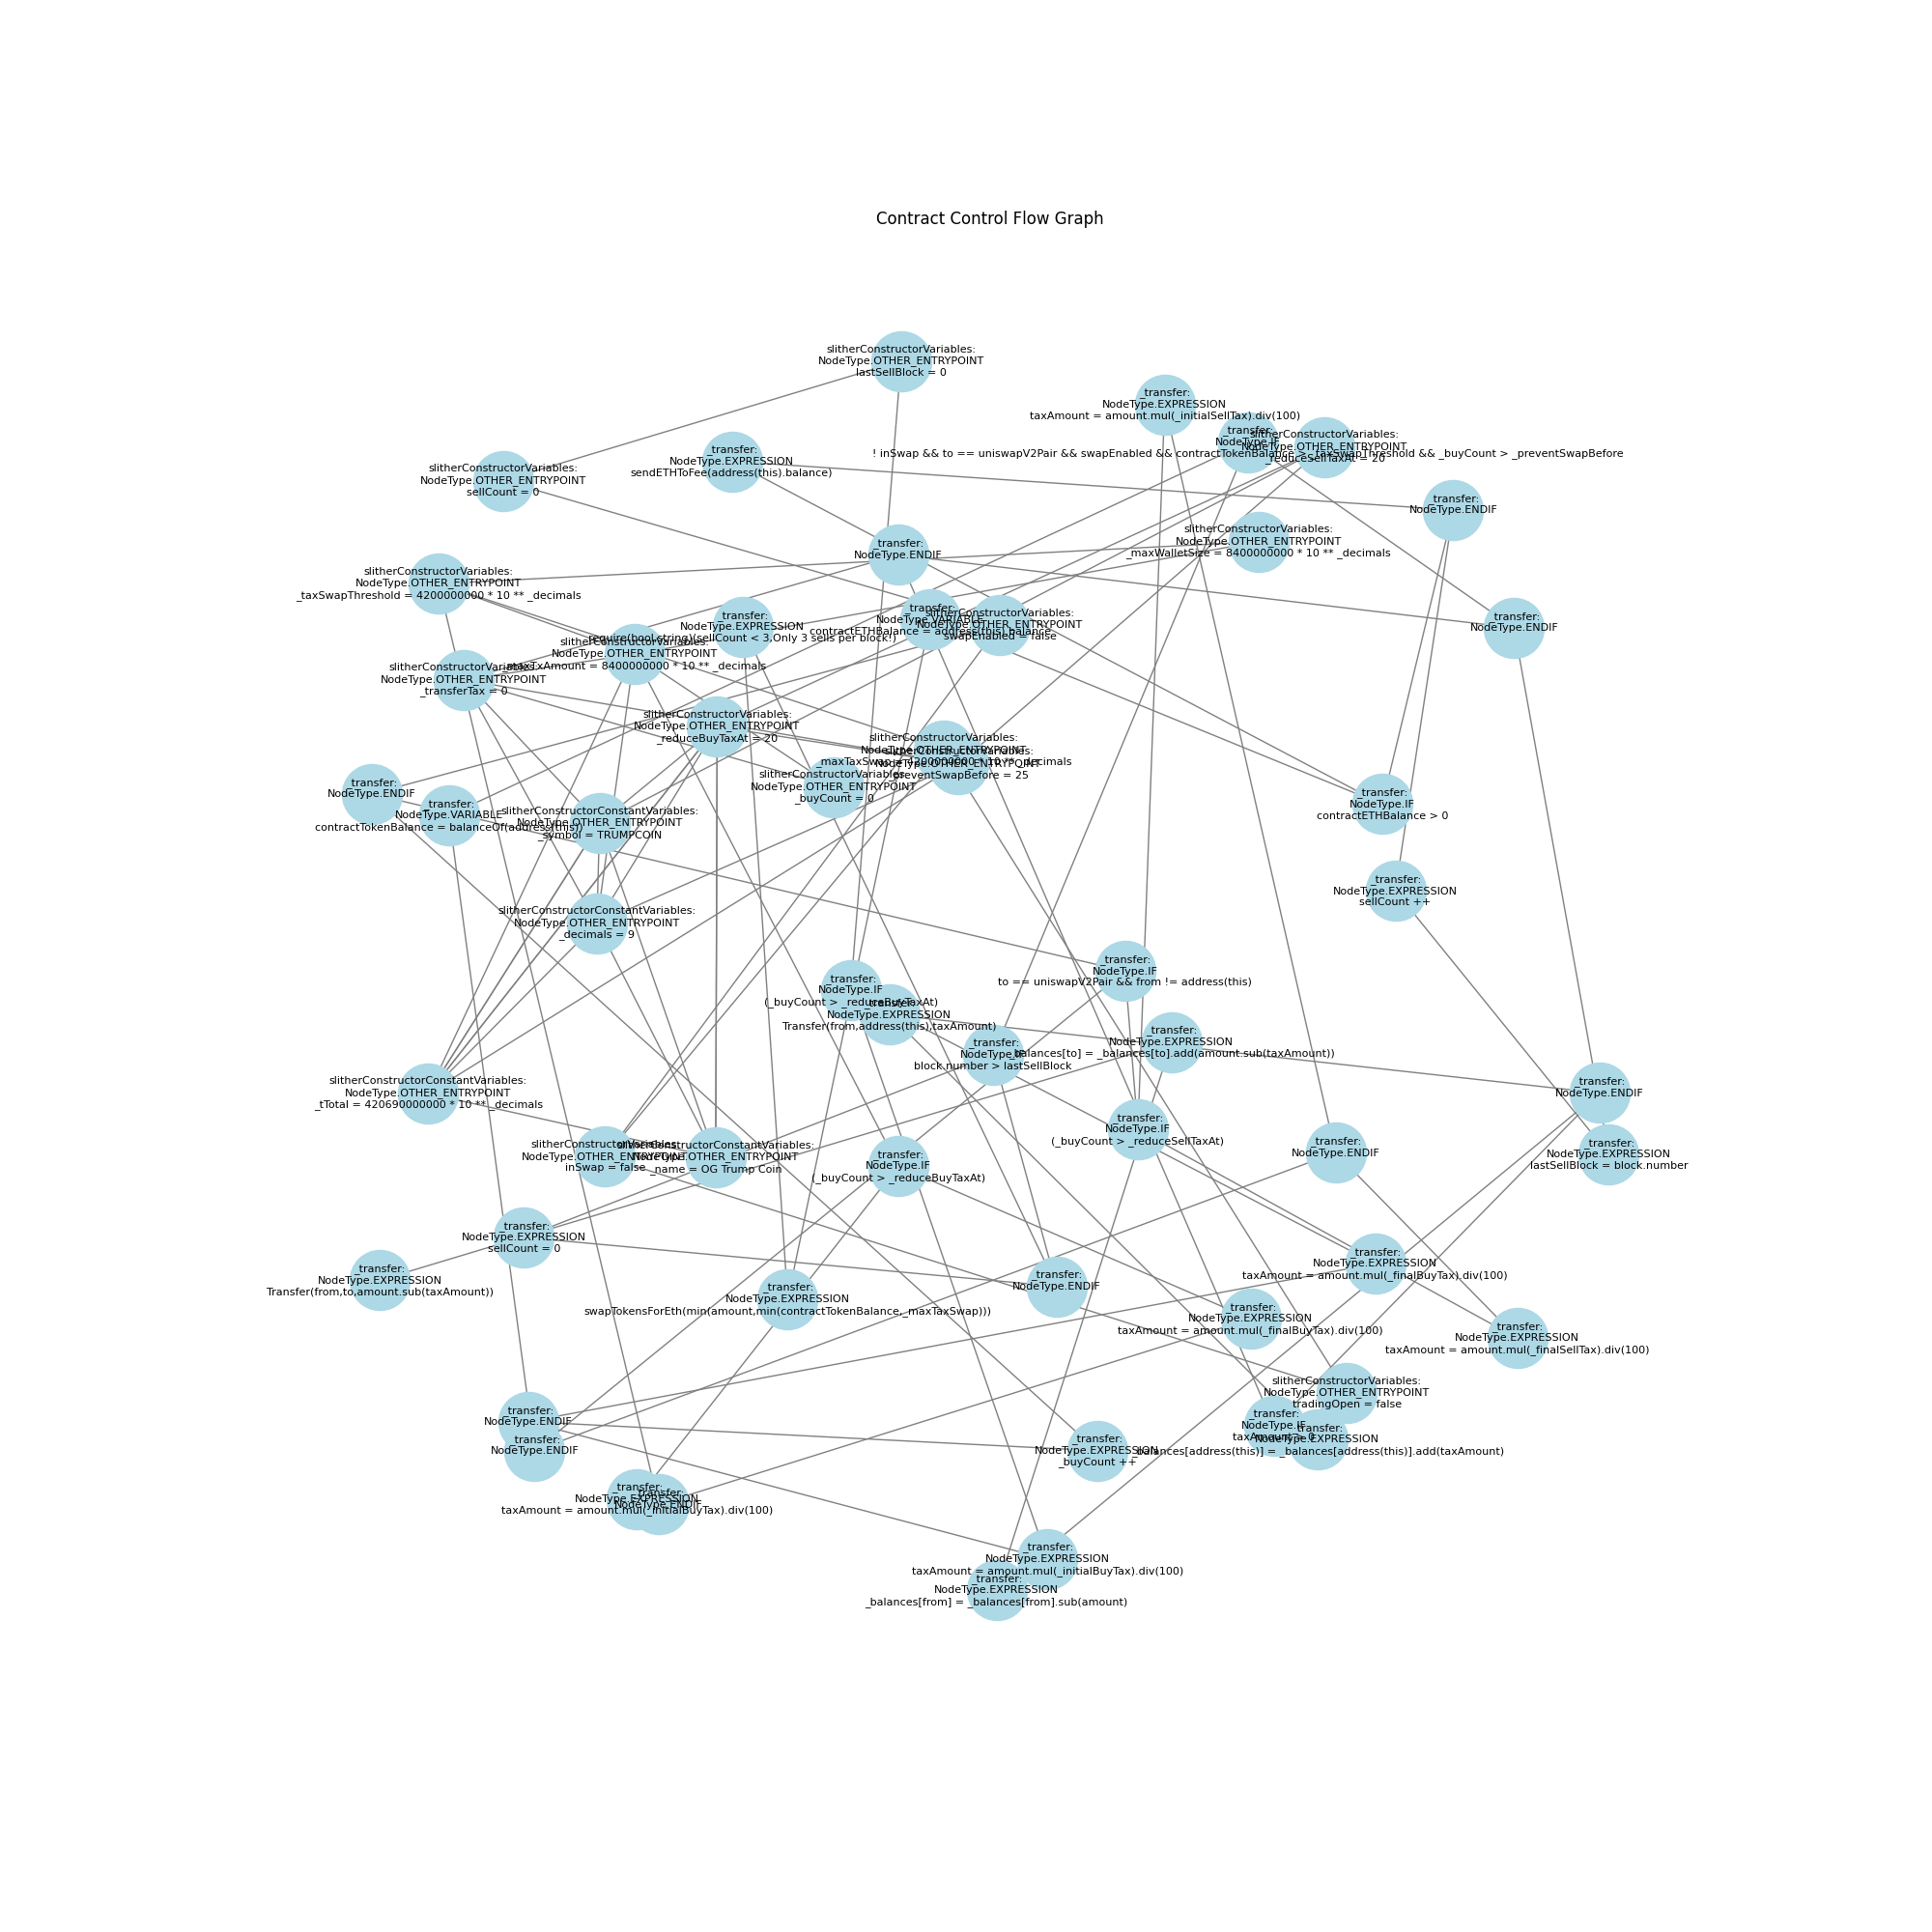 Contract Control Flow Graph
slitherConstructorVariables:
NodeType.OTHER_ENTRYPOINT
lastSellBlock = 0
_transfer:
NodeType.EXPRESSION
taxAmount = amount.mul(_initialSellTax).div(100)
_transfer:
NodeType.IF
! inSwap && to == uniswapV2Pair && swapEnabled && contractTokenBalance > _taxSwapThreshold && _buyCount > _preventSwapBefore
slitherConstructorVariables:
NodeType.OTHER_ENTRYPOINT
_reduceSellTaxAt = 20
_transfer:
NodeType.EXPRESSION
sendETHToFee(address(this).balance)
slitherConstructorVariables:
NodeType.OTHER_ENTRYPOINT
sellCount = 0
_transfer:
NodeType.ENDIF
_transfer:
NodeType.ENDIF
slitherConstructorVariables:
NodeType.OTHER_ENTRYPOINT
_maxWalletSize = 8400000000 * 10 ** _decimals
slitherConstructorVariables:
NodeType.OTHER_ENTRYPOINT
_taxSwapThreshold = 4200000000 * 10 ** _decimals
_transfer:
NodeType.EXPRESSION
require(bool,string)(sellCount < 3,Only 3 sells per block!)
_transfer:
NodeType.VARIABLE
contractETHBalance = address(this).balance
slitherConstructorVariables:
NodeType.OTHER_ENTRYPOINT
swapEnabled = false
_transfer:
NodeType.ENDIF
slitherConstructorVariables:
NodeType.OTHER_ENTRYPOINT
_maxTxAmount = 8400000000 * 10 ** _decimals
slitherConstructorVariables:
NodeType.OTHER_ENTRYPOINT
_transferTax = 0
slitherConstructorVariables:
NodeType.OTHER_ENTRYPOINT
_reduceBuyTaxAt = 20
slitherConstructorVariables:
NodeType.OTHER_ENTRYPOINT
_maxTaxSwap = 4200000000 * 10 ** _decimals
slitherConstructorVariables:
NodeType.OTHER_ENTRYPOINT
_preventSwapBefore = 25
slitherConstructorVariables:
NodeType.OTHER_ENTRYPOINT
_buyCount = 0
_transfer:
NodeType.ENDIF
_transfer:
NodeType.VARIABLE
contractTokenBalance = balanceOf(address(this))
slitherConstructorConstantVariables:
NodeType.OTHER_ENTRYPOINT
_symbol = TRUMPCOIN
_transfer:
NodeType.IF
contractETHBalance > 0
_transfer:
NodeType.EXPRESSION
sellCount ++
slitherConstructorConstantVariables:
NodeType.OTHER_ENTRYPOINT
_decimals = 9
_transfer:
NodeType.IF
to == uniswapV2Pair && from != address(this)
_transfer:
NodeType.IF
(_buyCount > _reduceBuyTaxAt)
_transfer:
NodeType.EXPRESSION
Transfer(from,address(this),taxAmount)
_transfer:
NodeType.IF
block.number > lastSellBlock
_transfer:
NodeType.EXPRESSION
_balances[to] = _balances[to].add(amount.sub(taxAmount))
slitherConstructorConstantVariables:
NodeType.OTHER_ENTRYPOINT
_tTotal = 420690000000 * 10 ** _decimals
_transfer:
NodeType.ENDIF
_transfer:
NodeType.IF
(_buyCount > _reduceSellTaxAt)
slitherConstructorVariables:
NodeType.OTHER_ENTRYPOINT
inSwap = false
slitherConstructorConstantVariables:
NodeType.OTHER_ENTRYPOINT
_name = OG Trump Coin
_transfer:
NodeType.IF
(_buyCount > _reduceBuyTaxAt)
_transfer:
NodeType.ENDIF
_transfer:
NodeType.EXPRESSION
lastSellBlock = block.number
_transfer:
NodeType.EXPRESSION
sellCount = 0
_transfer:
NodeType.EXPRESSION
Transfer(from,to,amount.sub(taxAmount))
_transfer:
NodeType.EXPRESSION
swapTokensForEth(min(amount,min(contractTokenBalance,_maxTaxSwap)))
_transfer:
NodeType.ENDIF
_transfer:
NodeType.EXPRESSION
taxAmount = amount.mul(_finalBuyTax).div(100)
_transfer:
NodeType.EXPRESSION
taxAmount = amount.mul(_finalBuyTax).div(100)
_transfer:
NodeType.EXPRESSION
taxAmount = amount.mul(_finalSellTax).div(100)
slitherConstructorVariables:
NodeType.OTHER_ENTRYPOINT
tradingOpen = false
_transfer:
NodeType.IF
taxAmount > 0
_transfer:
NodeType.EXPRESSION
_balances[address(this)] = _balances[address(this)].add(taxAmount)
_transfer:
NodeType.ENDIF
_transfer:
NodeType.ENDIF
_transfer:
NodeType.EXPRESSION
_buyCount ++
_transfer:
NodeType.EXPRESSION
taxAmount = amount.mul(_initialBuyTax).div(100)
_transfer:
NodeType.ENDIF
_transfer:
NodeType.EXPRESSION
taxAmount = amount.mul(_initialBuyTax).div(100)
_transfer:
NodeType.EXPRESSION
_balances[from] = _balances[from].sub(amount)